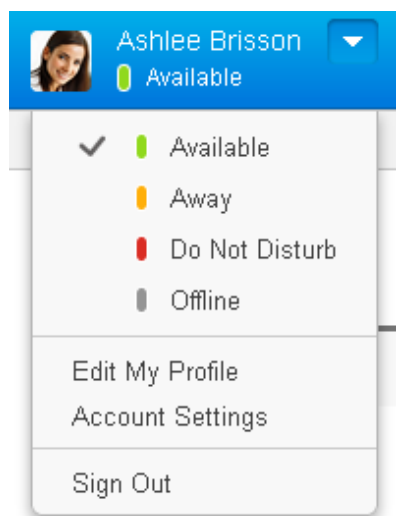 Ashlee Brisson
Available
Available
Away
Do Not Disturb
Offline
Edit My Profile
Account Settings
Sign Out